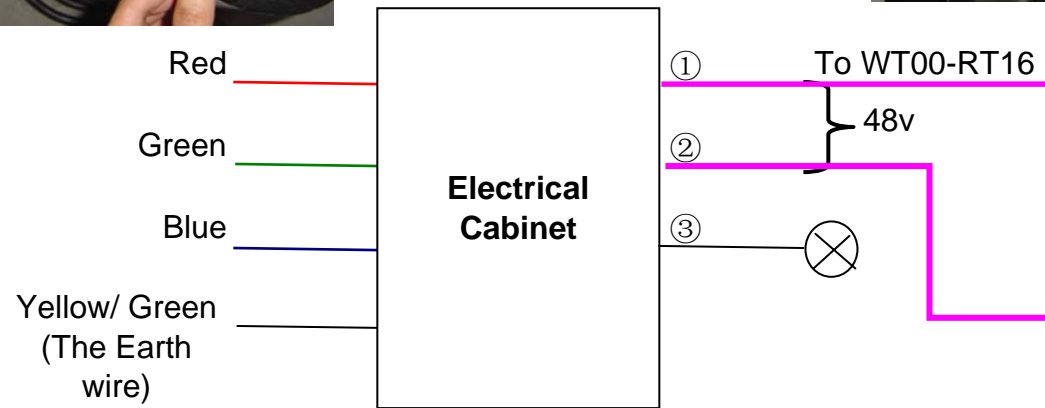 Red
Green
Blue
Yellow/ Green
(The Earth
wire)
Electrical
Cabinet
①
To WT00-RT16
48v
②
③